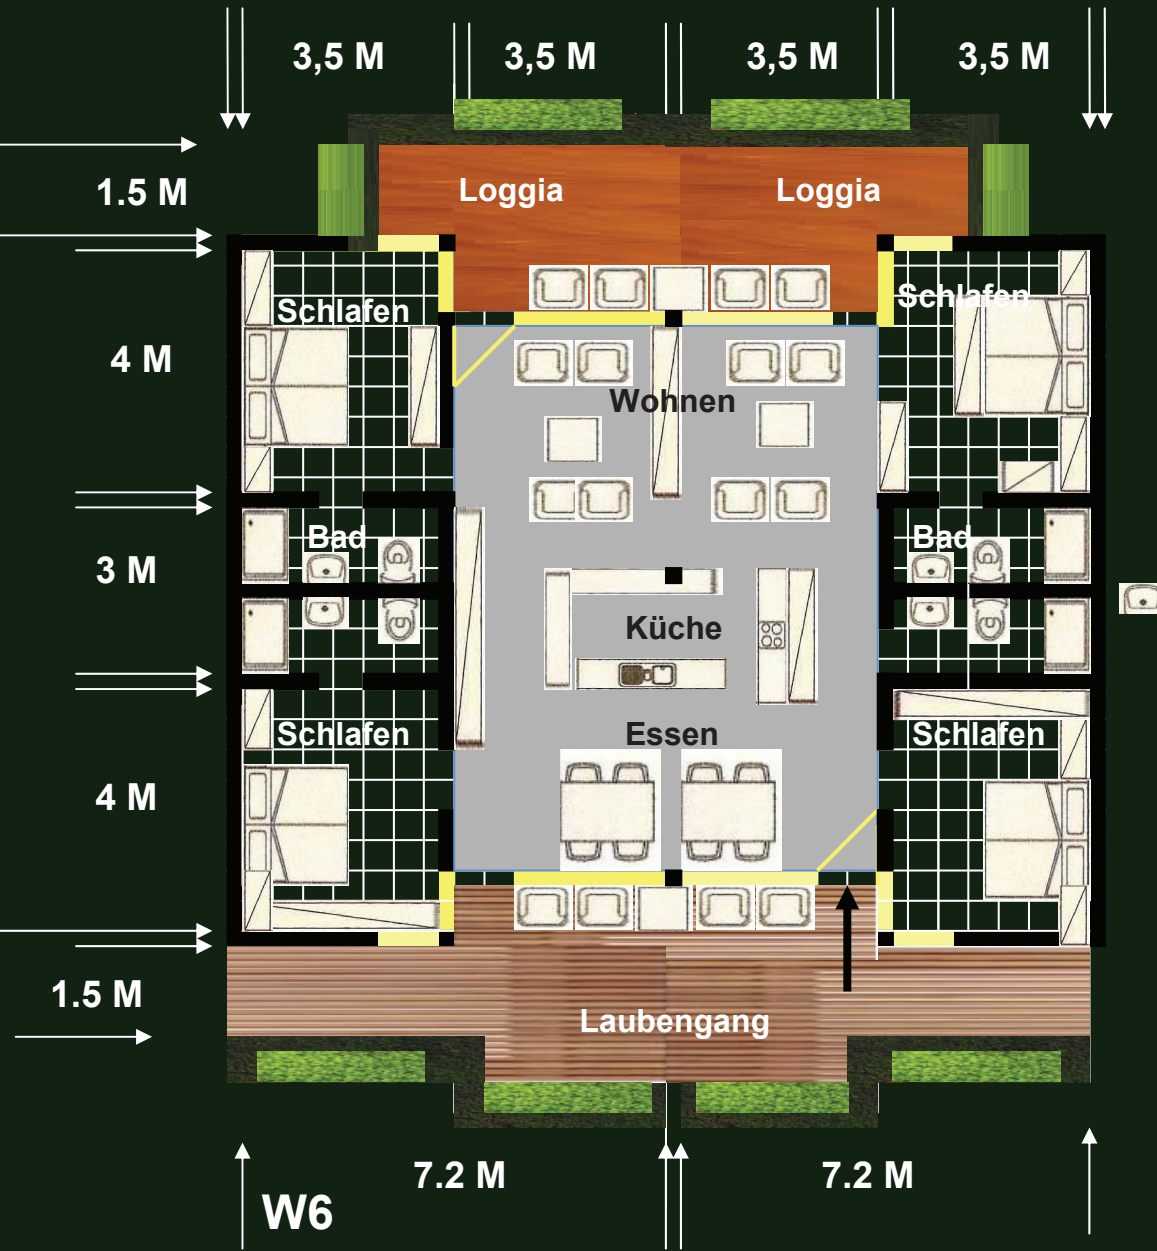 3,5 M 3,5 M 3,5 M 3,5 M
1.5 M
Loggia Loggia
Schlafen Schlafen
4 M
Wohnen
Bad Bad
3 M
Küche
Schlafen Essen Schlafen
4 M
1.5 M
Laubengang
7.2 M 7.2 M
W6